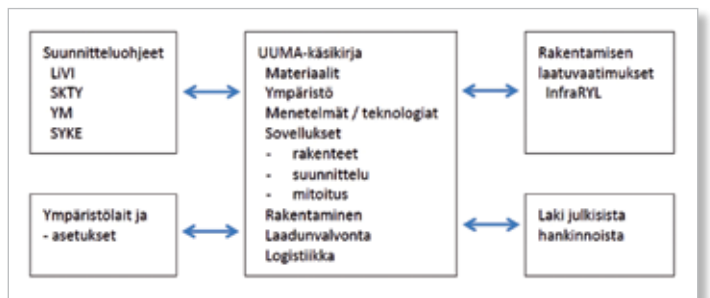 Suunnitteluohjeet
LiVI
SKTY
YM
SYKE
Ympäristölait ja
- asetukset
UUMA-käsikirja
Materiaalit
Ympäristö
Menetelmät / teknologiat
Sovellukset
- rakenteet
- suunnittelu
- mitoitus
Rakentaminen
Laadunvalvonta
Logistiikka
Rakentamisen
laatuvaatimukset
InfraRYL
Laki julkisista
hankinnoista